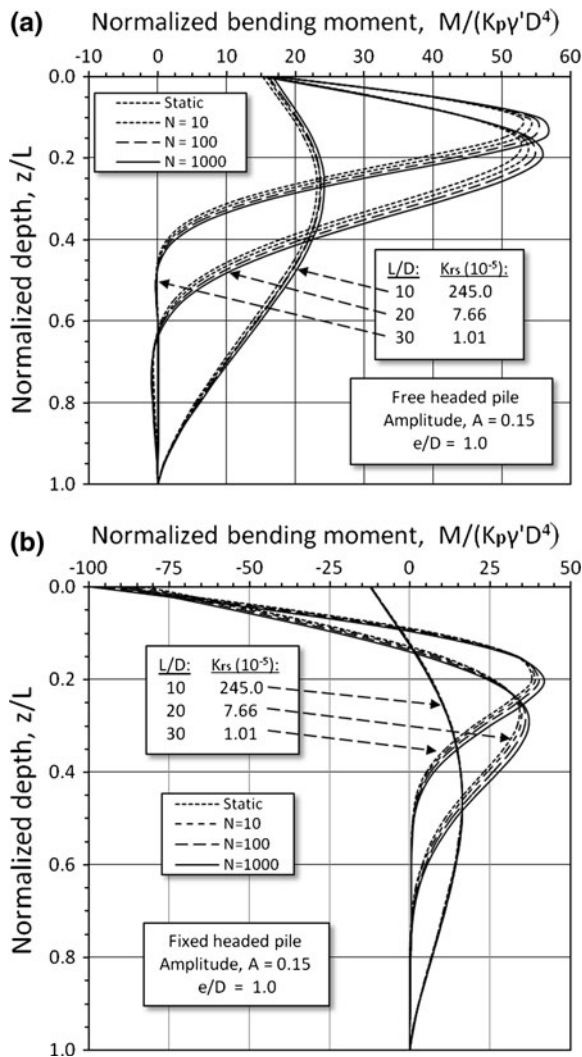 (a)
Normalized bending moment, M/(Kpγ'D⁴)
-10 0 10 20 30 40 50 60
Normalized depth, z/L
0.0
0.2
0.4
0.6
0.8
1.0
Static
N = 10
N = 100
N = 1000
L/D: Krs (10⁻⁵):
10 245.0
20 7.66
30 1.01
Free headed pile
Amplitude, A = 0.15
e/D = 1.0
(b)
Normalized bending moment, M/(Kpγ'D⁴)
-100 -75 -50 -25 0 25 50
Normalized depth, z/L
0.0
0.2
0.4
0.6
0.8
1.0
L/D: Krs (10⁻⁵):
10 245.0
20 7.66
30 1.01
Static
N=10
N=100
N=1000
Fixed headed pile
Amplitude, A = 0.15
e/D = 1.0